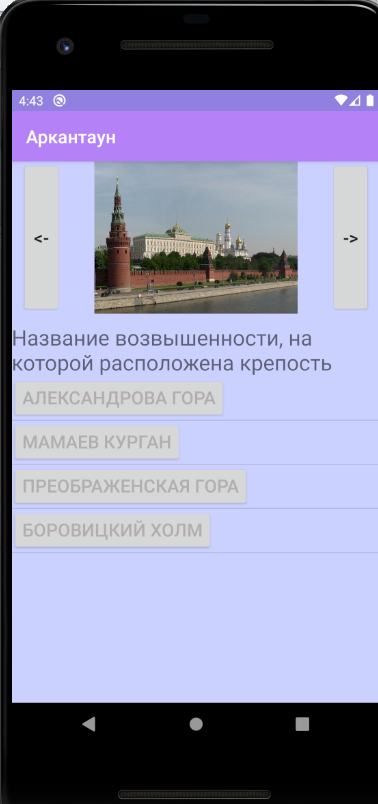 4:43
Аркантаун
<-
->
Название возвышенности, на
которой расположена крепость
АЛЕКСАНДРОВА ГОРА
МАМАЕВ КУРГАН
ПРЕОБРАЖЕНСКАЯ ГОРА
БОРОВИЦКИЙ ХОЛМ